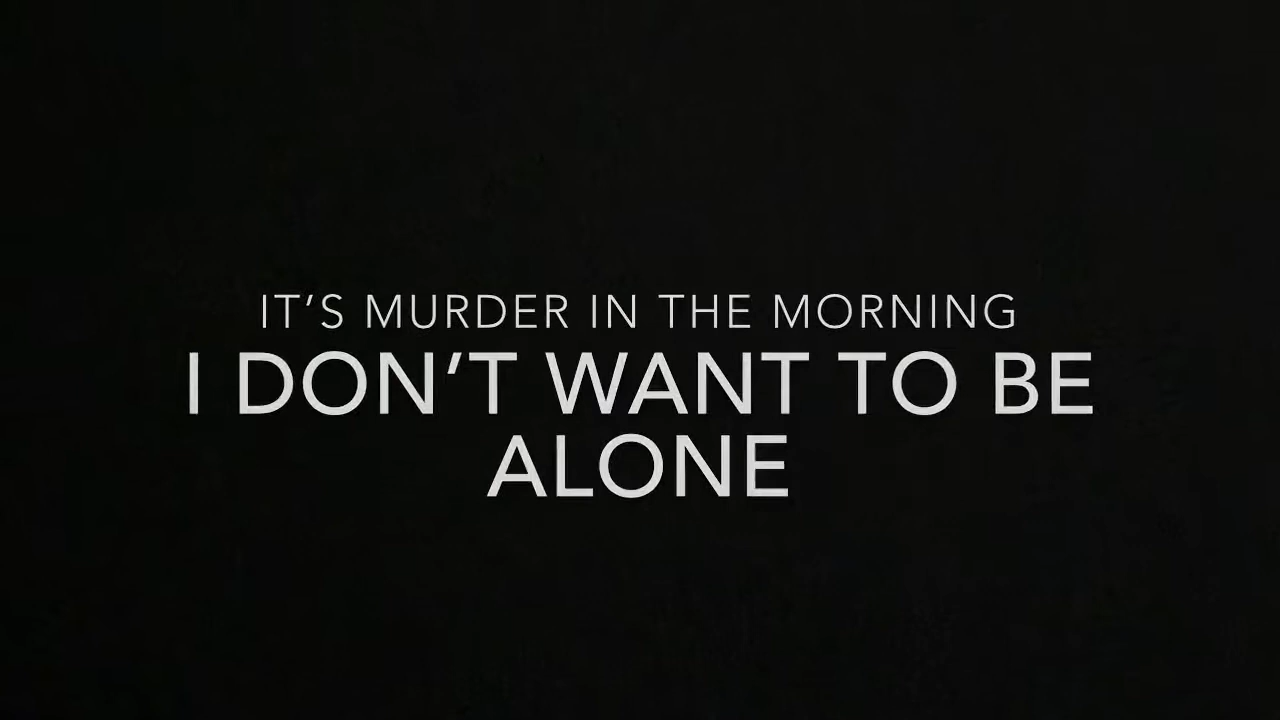 IT’S MURDER IN THE MORNING
I DON’T WANT TO BE
ALONE